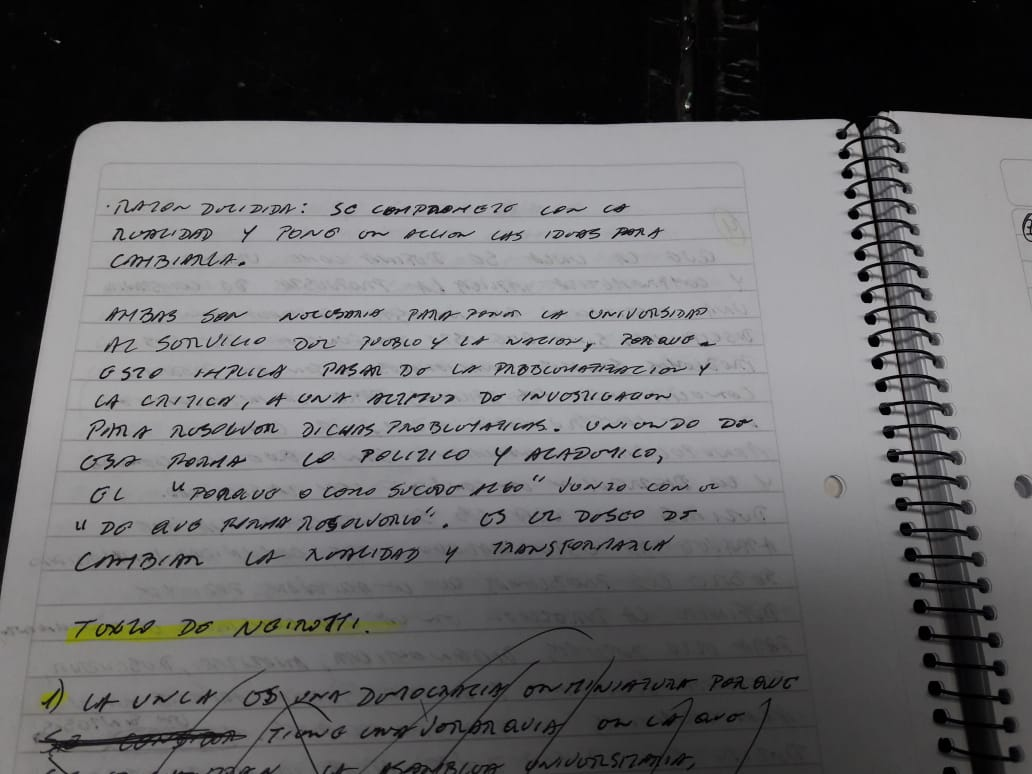 · RAZON DECIDIDA: SE COMPROMETE CON LA
REALIDAD Y PONE EN ACCION LAS IDEAS PARA
CAMBIARLA.
AMBAS SON NECESARIO PARA PONER LA UNIVERSIDAD
AL SERVICIO DEL PUEBLO Y LA NACION, PORQUE
ESTO IMPLICA PASAR DE LA PROBLEMATIZACION Y
LA CRITICA, A UNA ACTITUD DE INVESTIGACION
PARA RESOLVER DICHAS PROBLEMATICAS. UNIENDO DE
ESA FORMA LO POLITICO Y ACADEMICO,
EL "PORQUE O COMO SUCEDE ALGO" JUNTO CON EL
"DE QUE FORMA RESOLVERLO". ES EL DESEO DE
CAMBIAR LA REALIDAD Y TRANSFORMARLA
TEXTO DE NEIROTTI.
1) LA UNLA ES UNA DEMOCRACIA EN MINIATURA PORQUE
TIENE UNA JERARQUIA EN LA QUE
LA ASAMBLEA UNIVERSITARIA,